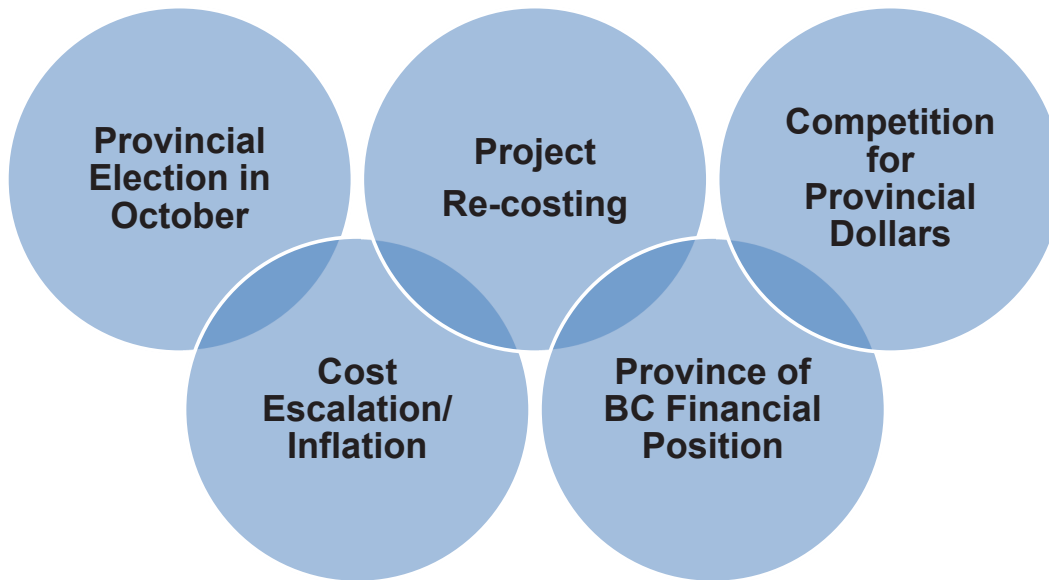 Provincial
Election in
October
Project
Re-costing
Competition
for
Provincial
Dollars
Cost
Escalation/
Inflation
Province of
BC Financial
Position